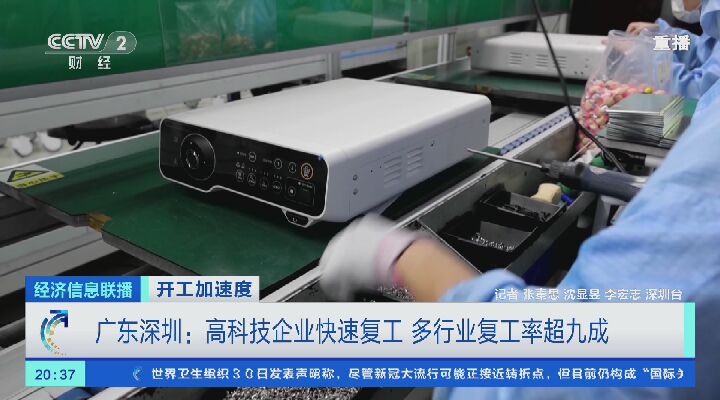 CCTV 2
财经
重播
经济信息联播 开工加速度
记者 张秦思 沈显昱 李宏志 深圳台
广东深圳：高科技企业快速复工 多行业复工率超九成
20:37 世界卫生组织30日发表声明称，尽管新冠大流行可能正接近转折点，但目前仍构成“国际关